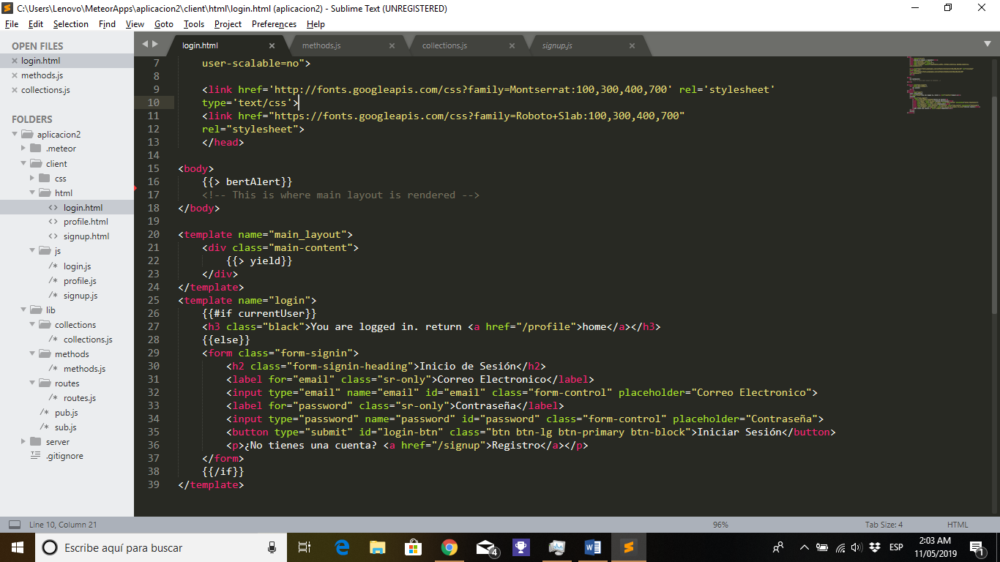 C:\Users\Lenovo\MeteorApps\aplicacion2\client\html\login.html (aplicacion2) - Sublime Text (UNREGISTERED)
File Edit Selection Find View Goto Tools Project Preferences Help
OPEN FILES
login.html
methods.js
collections.js
FOLDERS
aplicacion2
.meteor
client
css
html
login.html
profile.html
signup.html
js
login.js
profile.js
signup.js
lib
collections
collections.js
methods
methods.js
routes
routes.js
pub.js
sub.js
server
.gitignore
login.html methods.js collections.js signup.js
7 user-scalable=no">
8
9 <link href='http://fonts.googleapis.com/css?family=Montserrat:100,300,400,700' rel='stylesheet'
10 type='text/css'>
11 <link href="https://fonts.googleapis.com/css?family=Roboto+Slab:100,300,400,700"
12 rel="stylesheet">
13 </head>
14
15 <body>
16 {{> bertAlert}}
17 <!-- This is where main layout is rendered -->
18 </body>
19
20 <template name="main_layout">
21 <div class="main-content">
22 {{> yield}}
23 </div>
24 </template>
25 <template name="login">
26 {{#if currentUser}}
27 <h3 class="black">You are logged in. return <a href="/profile">home</a></h3>
28 {{else}}
29 <form class="form-signin">
30 <h2 class="form-signin-heading">Inicio de Sesión</h2>
31 <label for="email" class="sr-only">Correo Electronico</label>
32 <input type="email" name="email" id="email" class="form-control" placeholder="Correo Electronico">
33 <label for="password" class="sr-only">Contraseña</label>
34 <input type="password" name="password" id="password" class="form-control" placeholder="Contraseña">
35 <button type="submit" id="login-btn" class="btn btn-lg btn-primary btn-block">Iniciar Sesión</button>
36 <p>¿No tienes una cuenta? <a href="/signup">Registro</a></p>
37 </form>
38 {{/if}}
39 </template>
Line 10, Column 21 96% Tab Size: 4 HTML
Escribe aquí para buscar
4
ESP
2:03 AM
11/05/2019
1